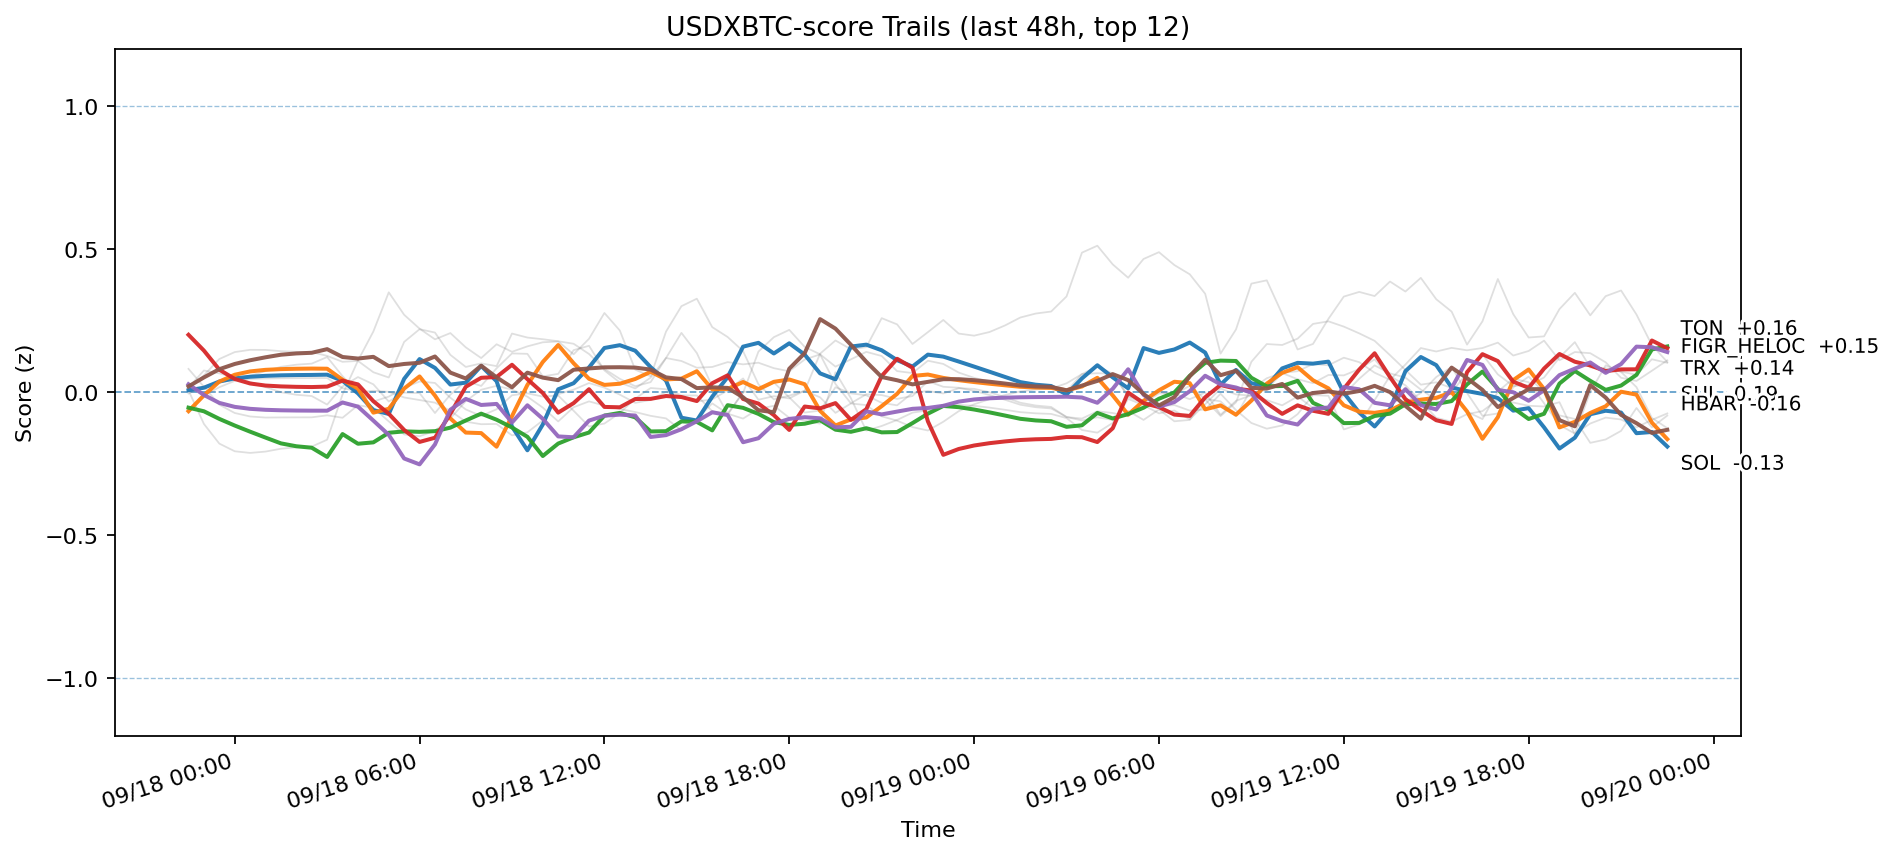 USDXBTC-score Trails (last 48h, top 12)
Score (z)
1.0
0.5
0.0
−0.5
−1.0
TON +0.16
FIGR_HELOC +0.15
TRX +0.14
SUI -0.19
HBAR -0.16
SOL -0.13
09/18 00:00
09/18 06:00
09/18 12:00
09/18 18:00
09/19 00:00
09/19 06:00
09/19 12:00
09/19 18:00
09/20 00:00
Time